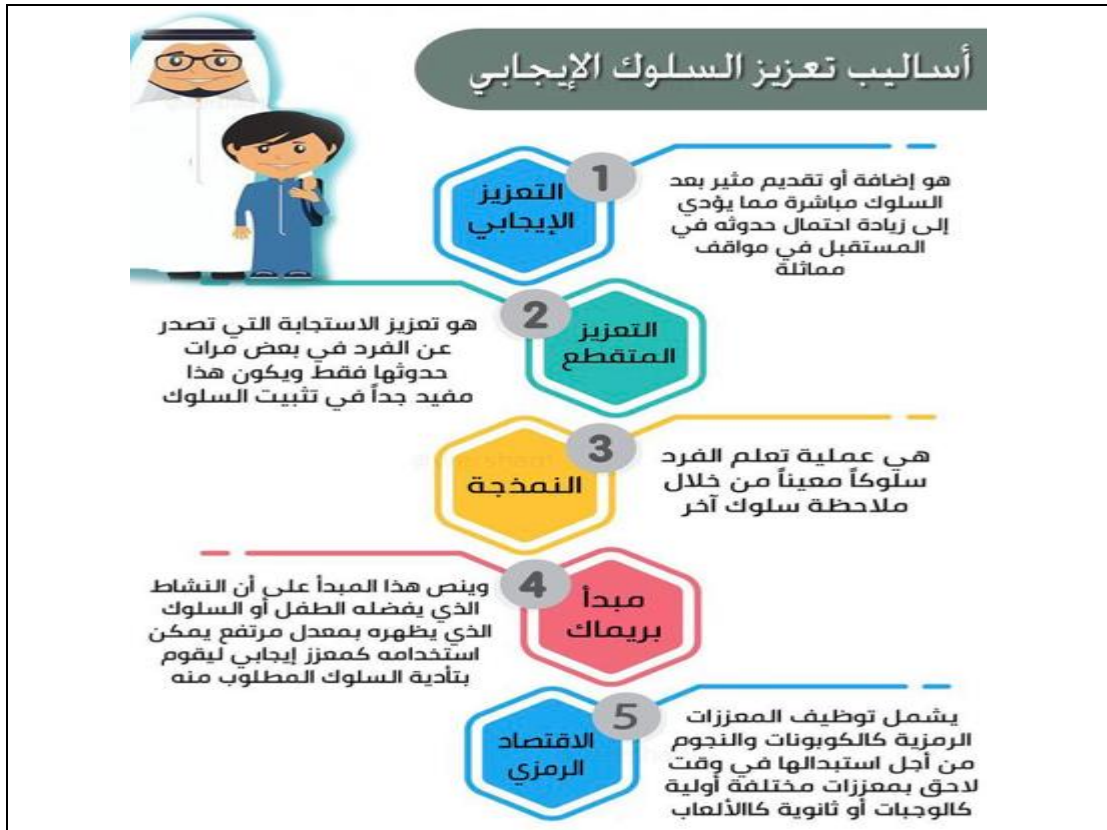 أساليب تعزيز السلوك الإيجابي
1
التعزيز
الإيجابي
هو إضافة أو تقديم مثير بعد
السلوك مباشرة مما يؤدي
إلى زيادة احتمال حدوثه في
المستقبل في مواقف
مماثلة
2
التعزيز
المتقطع
هو تعزيز الاستجابة التي تصدر
عن الفرد في بعض مرات
حدوثها فقط ويكون هذا
مفيد جداً في تثبيت السلوك
3
النمذجة
هي عملية تعلم الفرد
سلوكاً معيناً من خلال
ملاحظة سلوك آخر
4
مبدأ
بريماك
وينص هذا المبدأ على أن النشاط
الذي يفضله الطفل أو السلوك
الذي يظهره بمعدل مرتفع يمكن
استخدامه كمعزز إيجابي ليقوم
بتأدية السلوك المطلوب منه
5
الاقتصاد
الرمزي
يشمل توظيف المعززات
الرمزية كالكوبونات والنجوم
من أجل استبدالها في وقت
لاحق بمعززات مختلفة أولية
كالوجبات أو ثانوية كاالألعاب